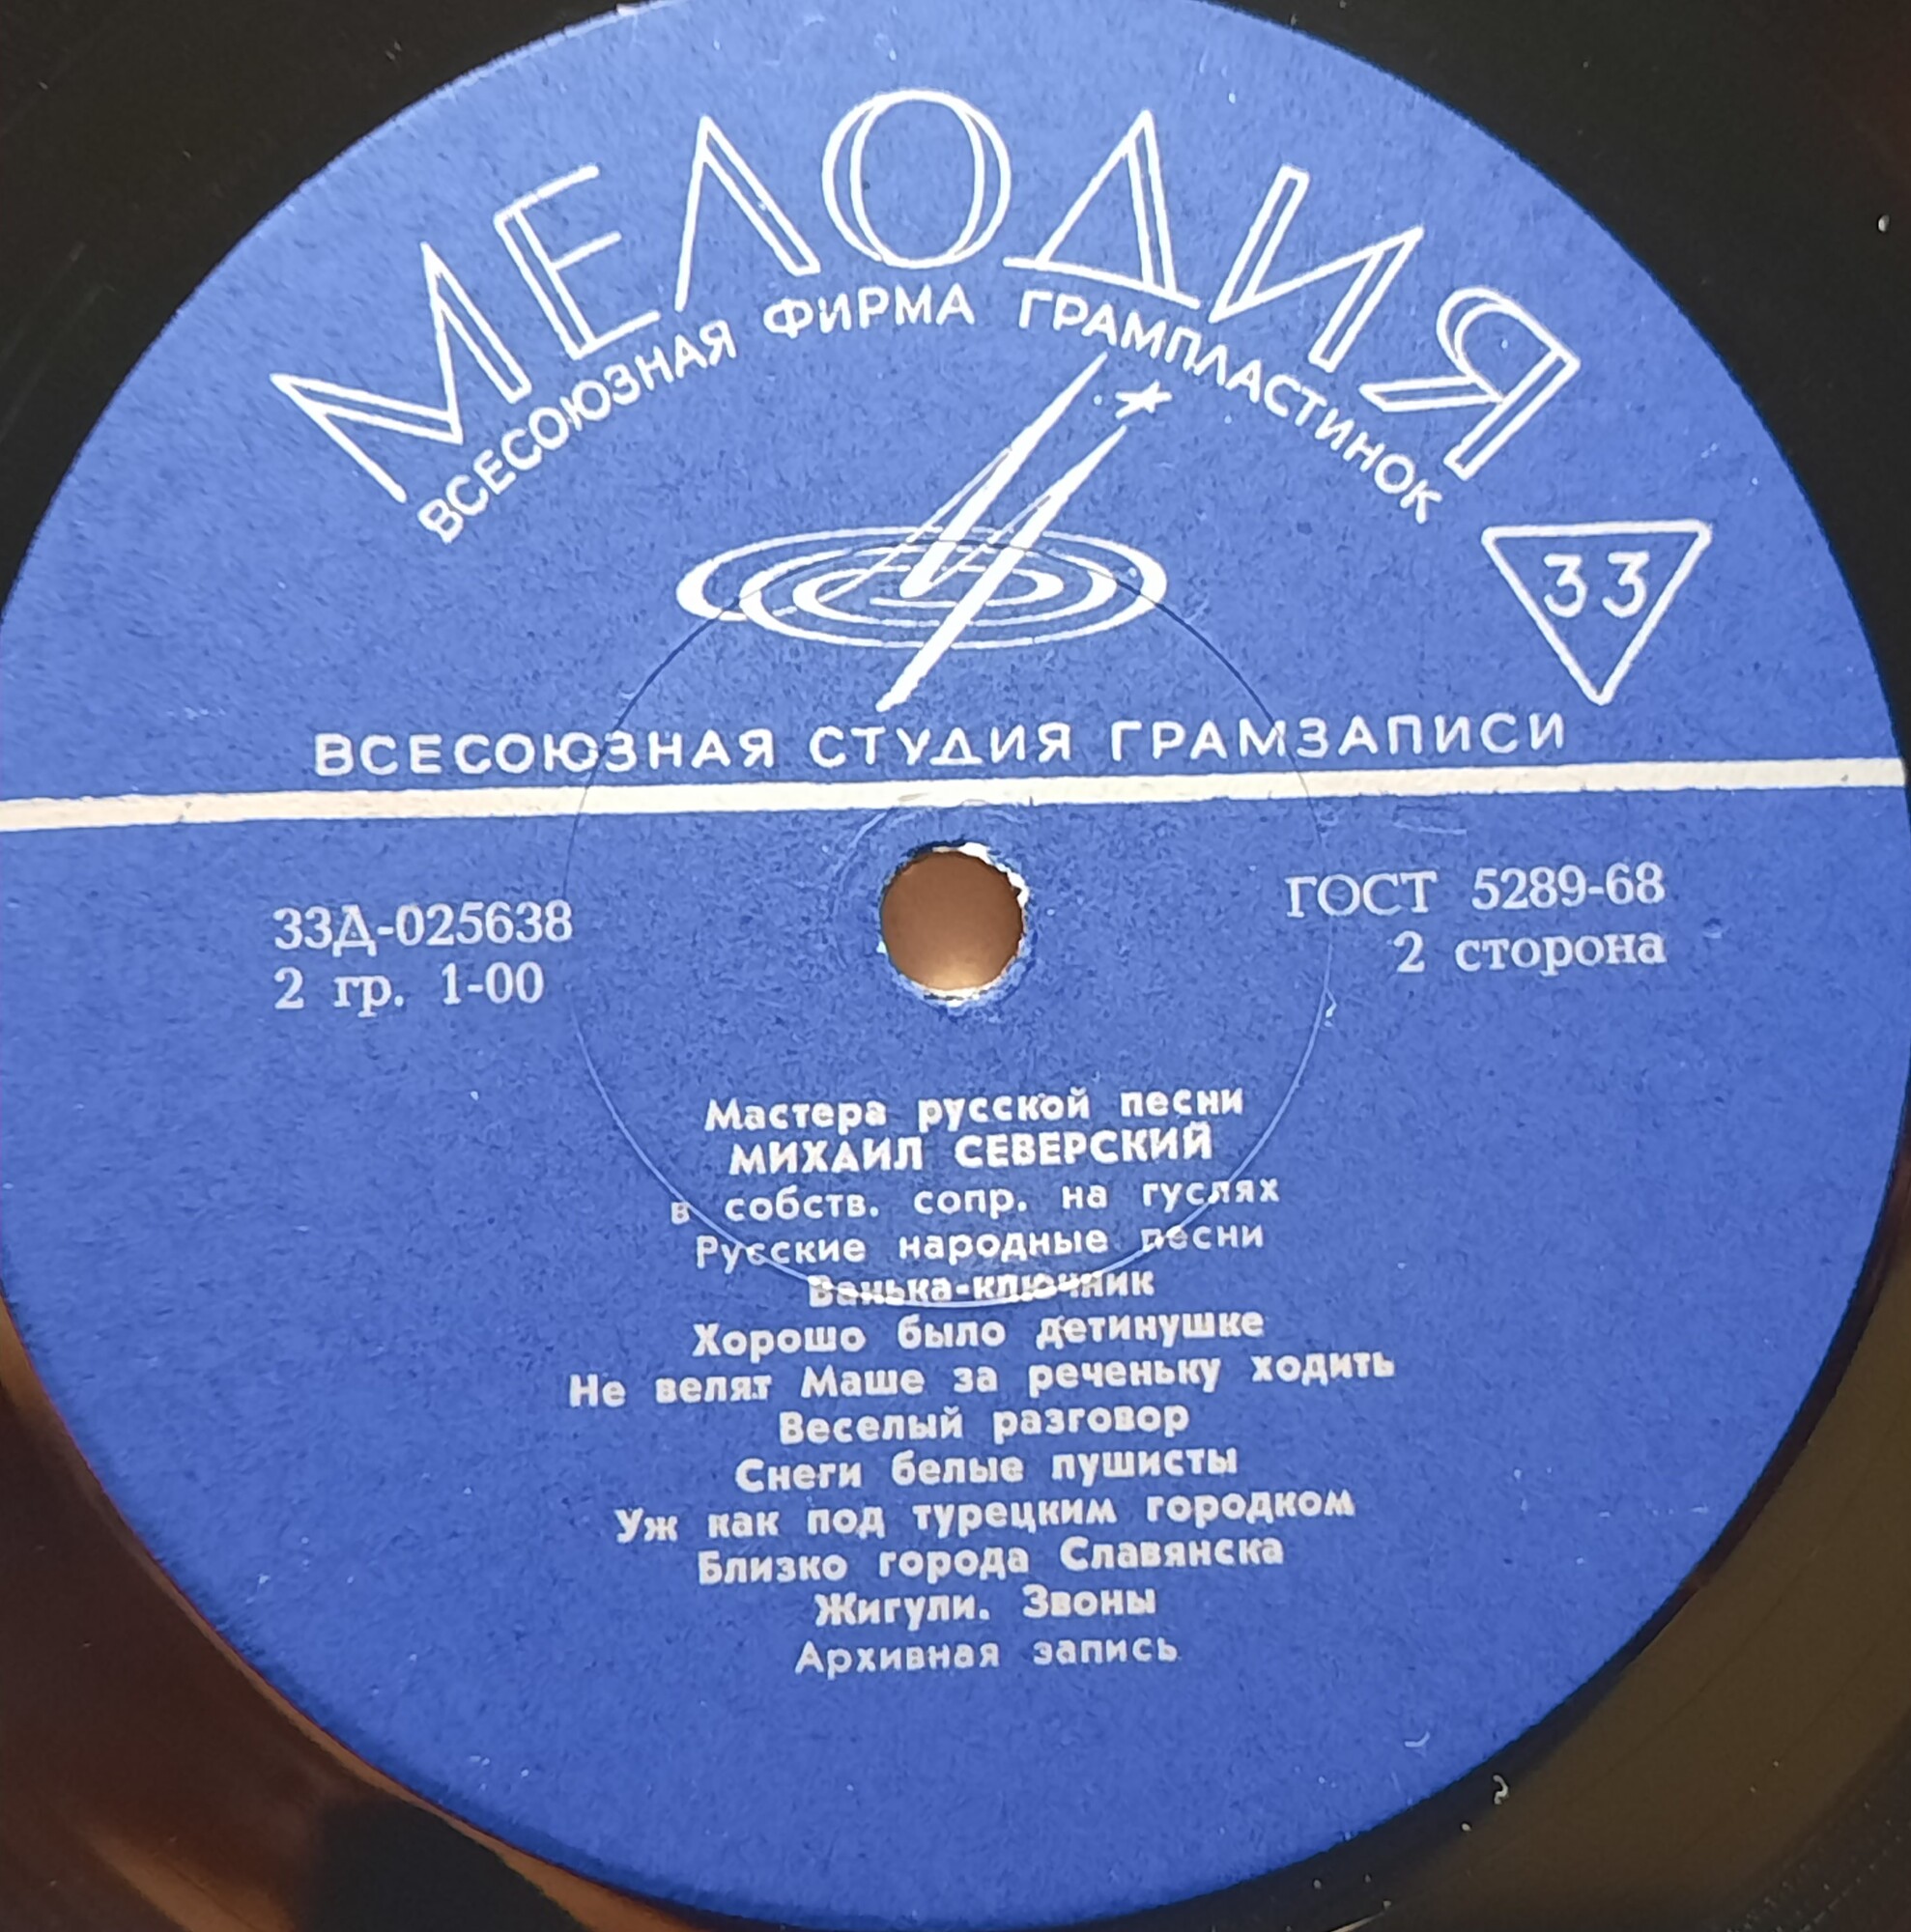 МЕЛОДИЯ
ВСЕСОЮЗНАЯ ФИРМА ГРАМПЛАСТИНОК
33
ВСЕСОЮЗНАЯ СТУДИЯ ГРАМЗАПИСИ
33Д-025638
2 гр. 1-00
ГОСТ 5289-68
2 сторона
Мастера русской песни
МИХАИЛ СЕВЕРСКИЙ
в собств. сопр. на гуслях
Русские народные песни
Ванька-ключник
Хорошо было детинушке
Не велят Маше за реченьку ходить
Веселый разговор
Снеги белые пушисты
Уж как под турецким городком
Близко города Славянска
Жигули. Звоны
Архивная запись